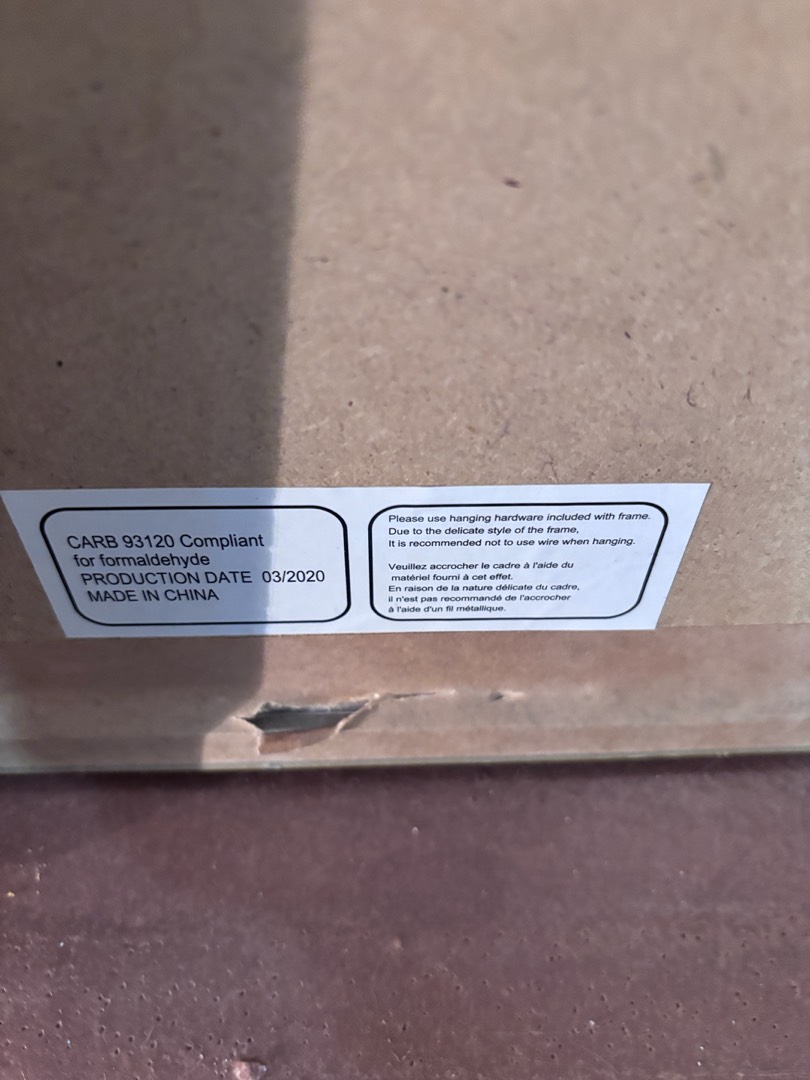 CARB 93120 Compliant
for formaldehyde
PRODUCTION DATE 03/2020
MADE IN CHINA
Please use hanging hardware included with frame.
Due to the delicate style of the frame,
It is recommended not to use wire when hanging.
Veuillez accrocher le cadre à l'aide du
matériel fourni à cet effet.
En raison de la nature délicate du cadre,
il n'est pas recommandé de l'accrocher
à l'aide d'un fil métallique.